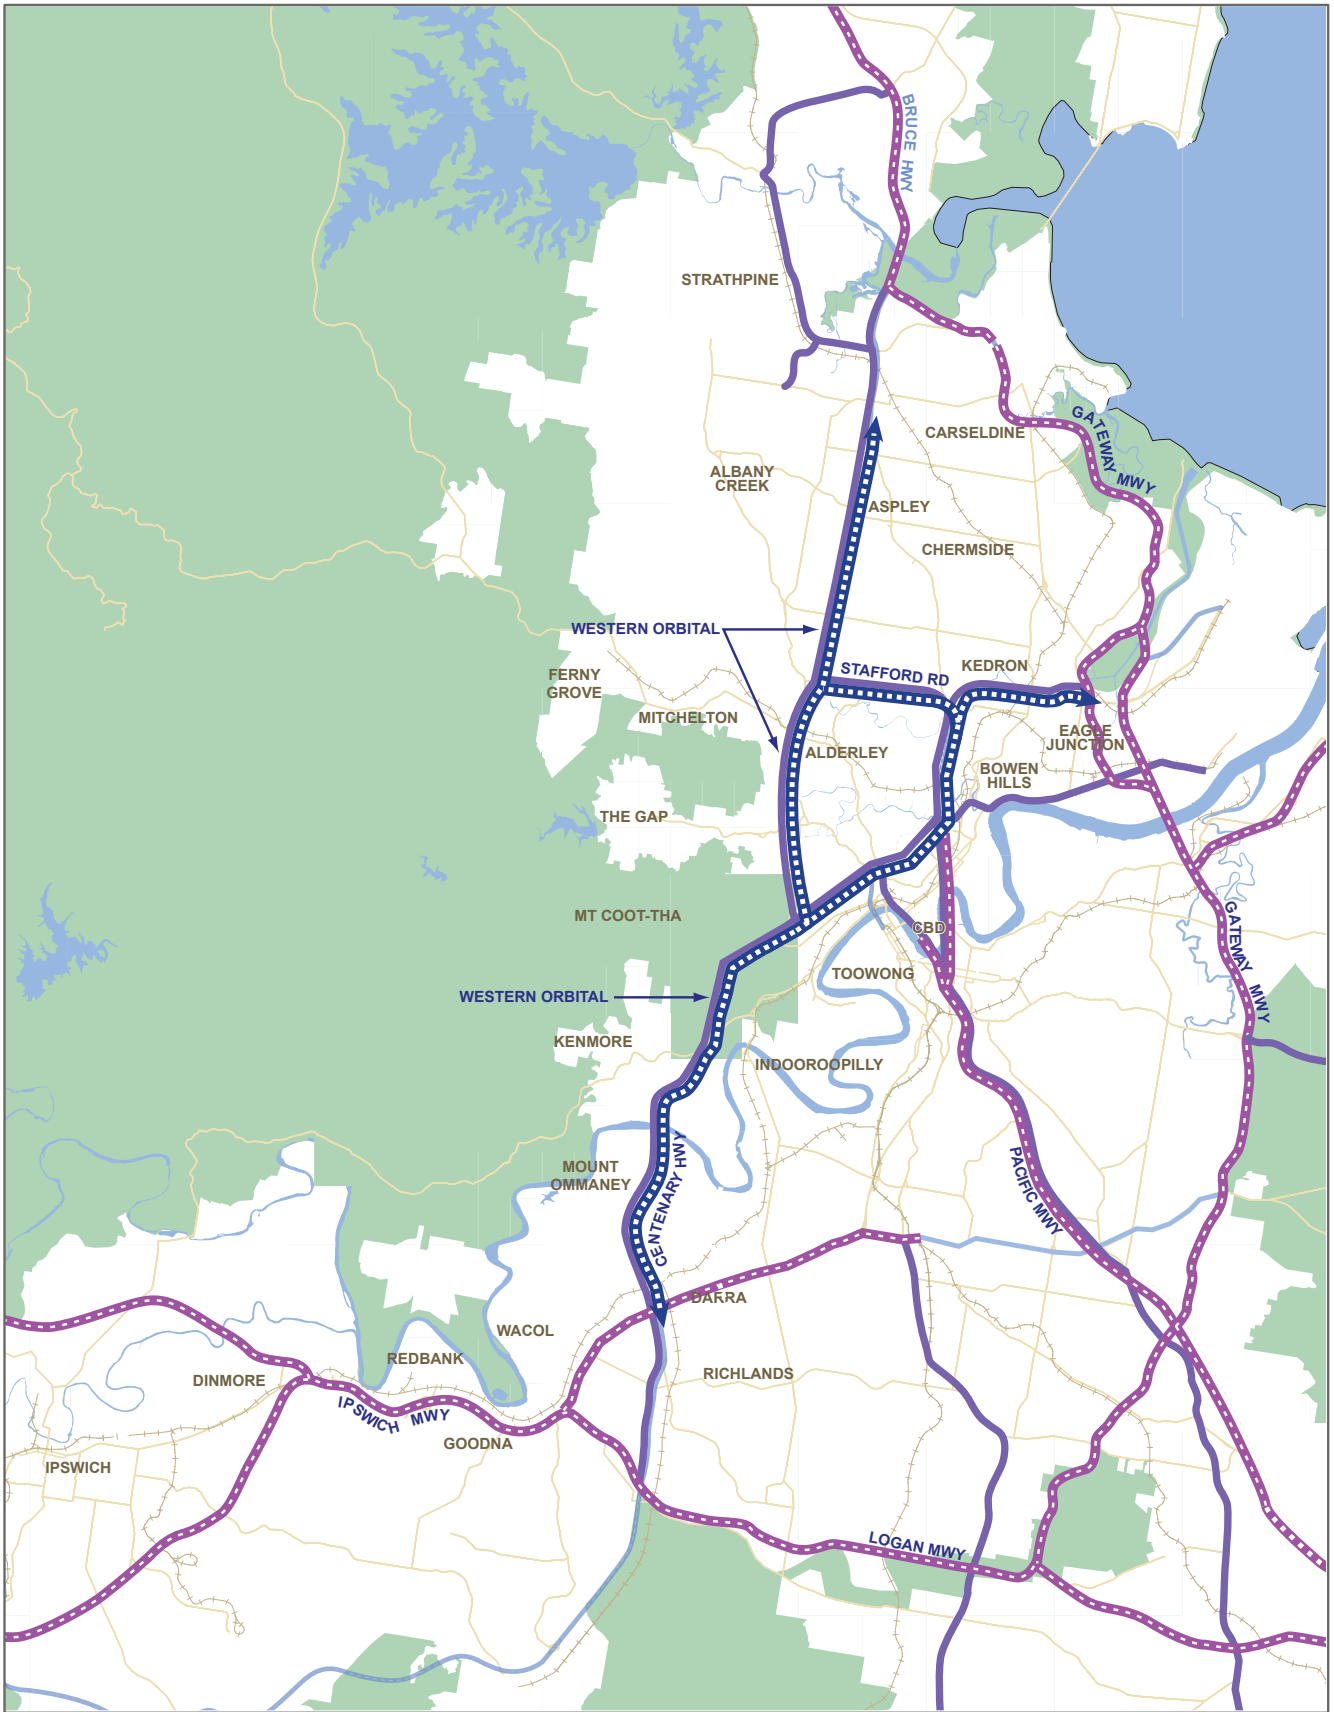 BRUCE HWY
STRATHPINE
GATEWAY MWY
CARSELDINE
ALBANY
CREEK
ASPLEY
CHERMSIDE
WESTERN ORBITAL
STAFFORD RD
KEDRON
FERNY
GROVE
MITCHELTON
EAGLE
JUNCTION
ALDERLEY
BOWEN
HILLS
THE GAP
MT COOT-THA
CBD
GATEWAY MWY
TOOWONG
WESTERN ORBITAL
KENMORE
INDOOROOPILLY
CENTENARY HWY
PACIFIC MWY
MOUNT
OMMANEY
DARRA
WACOL
REDBANK
DINMORE
RICHLANDS
IPSWICH MWY
GOODNA
IPSWICH
LOGAN MWY